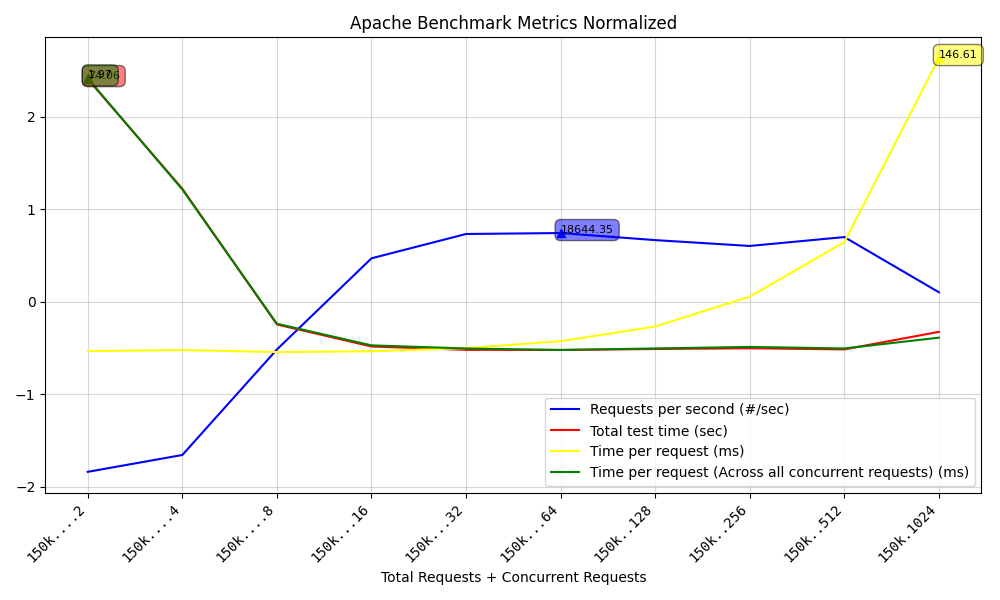 Apache Benchmark Metrics Normalized
146.61
1.97
18644.35
2
1
0
−1
−2
Requests per second (#/sec)
Total test time (sec)
Time per request (ms)
Time per request (Across all concurrent requests) (ms)
150k....2
150k....4
150k....8
150k...16
150k...32
150k...64
150k..128
150k..256
150k..512
150k.1024
Total Requests + Concurrent Requests